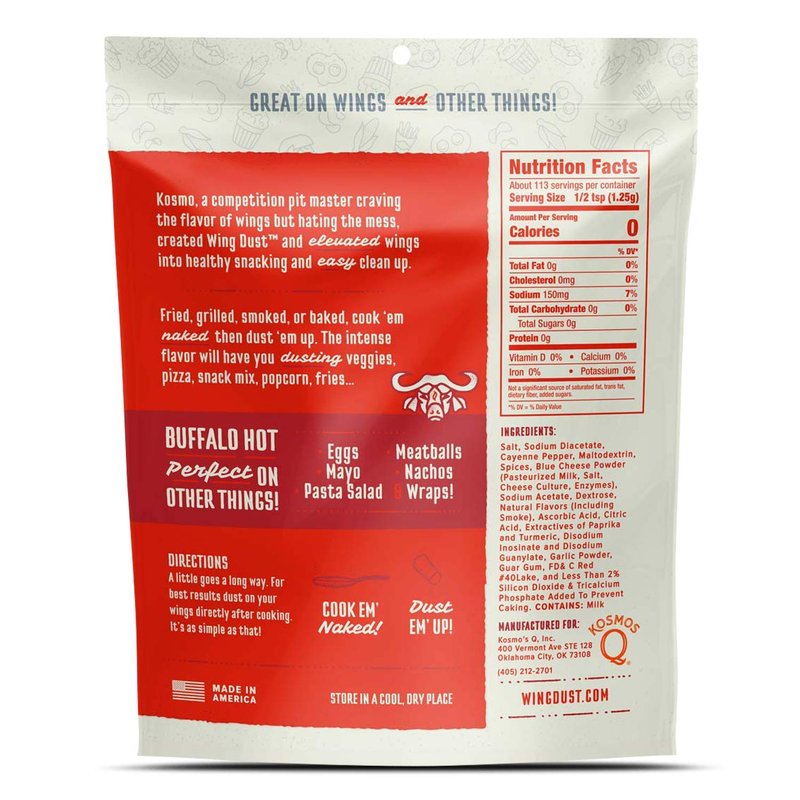 GREAT ON WINGS and OTHER THINGS!
Kosmo, a competition pit master craving
the flavor of wings but hating the mess,
created Wing Dust™ and elevated wings
into healthy snacking and easy clean up.
Fried, grilled, smoked, or baked, cook 'em
naked then dust 'em up. The intense
flavor will have you dusting veggies,
pizza, snack mix, popcorn, fries...
BUFFALO HOT
Perfect ON
OTHER THINGS!
• Eggs
• Mayo
• Pasta Salad
• Meatballs
• Nachos
& Wraps!
DIRECTIONS
A little goes a long way. For
best results dust on your
wings directly after cooking.
It's as simple as that!
COOK EM'
Naked!
Dust
EM' UP!
MADE IN
AMERICA
STORE IN A COOL, DRY PLACE
Nutrition Facts
About 113 servings per container
Serving Size 1/2 tsp (1.25g)
Amount Per Serving
Calories 0
% DV*
Total Fat 0g 0%
Cholesterol 0mg 0%
Sodium 150mg 7%
Total Carbohydrate 0g 0%
Total Sugars 0g
Protein 0g
Vitamin D 0% • Calcium 0%
Iron 0% • Potassium 0%
Not a significant source of saturated fat, trans fat,
dietary fiber, added sugars.
*% DV = % Daily Value
INGREDIENTS:
Salt, Sodium Diacetate,
Cayenne Pepper, Maltodextrin,
Spices, Blue Cheese Powder
(Pasteurized Milk, Salt,
Cheese Culture, Enzymes),
Sodium Acetate, Dextrose,
Natural Flavors (Including
Smoke), Ascorbic Acid, Citric
Acid, Extractives of Paprika
and Turmeric, Disodium
Inosinate and Disodium
Guanylate, Garlic Powder,
Guar Gum, FD& C Red
#40Lake, and Less Than 2%
Silicon Dioxide & Tricalcium
Phosphate Added To Prevent
Caking. CONTAINS: Milk
MANUFACTURED FOR:
Kosmo's Q, Inc.
400 Vermont Ave STE 128
Oklahoma City, OK 73108
(405) 212-2701
KOSMOS
Q
WINGDUST.COM